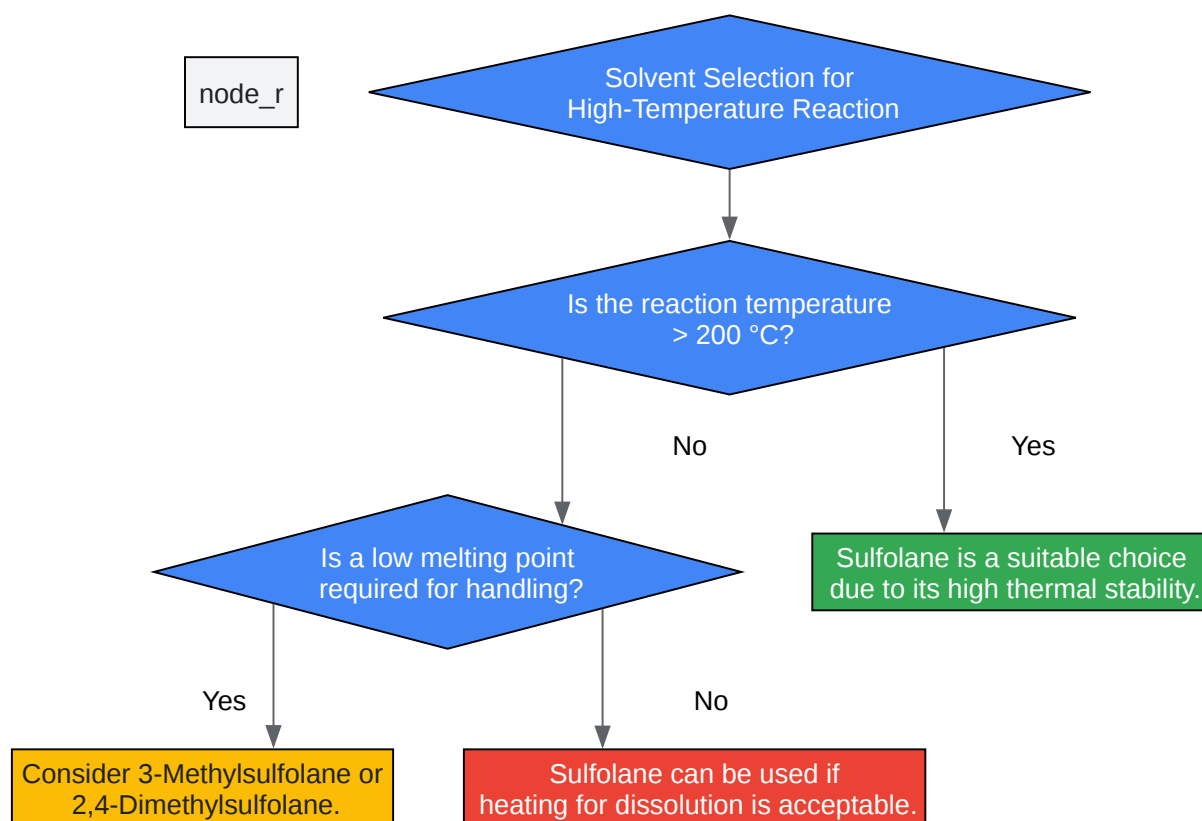 node_r
Solvent Selection for
High-Temperature Reaction
Is the reaction temperature
> 200 °C?
No
Yes
Is a low melting point
required for handling?
Sulfolane is a suitable choice
due to its high thermal stability.
Yes
No
Consider 3-Methylsulfolane or
2,4-Dimethylsulfolane.
Sulfolane can be used if
heating for dissolution is acceptable.